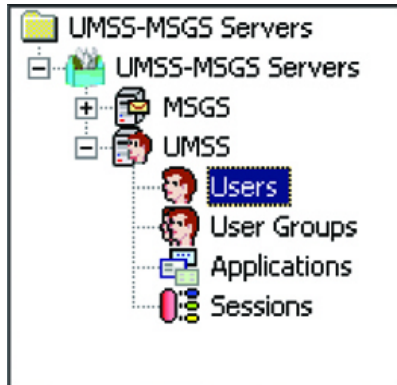 UMSS-MSGS Servers
UMSS-MSGS Servers
MSGS
UMSS
Users
User Groups
Applications
Sessions